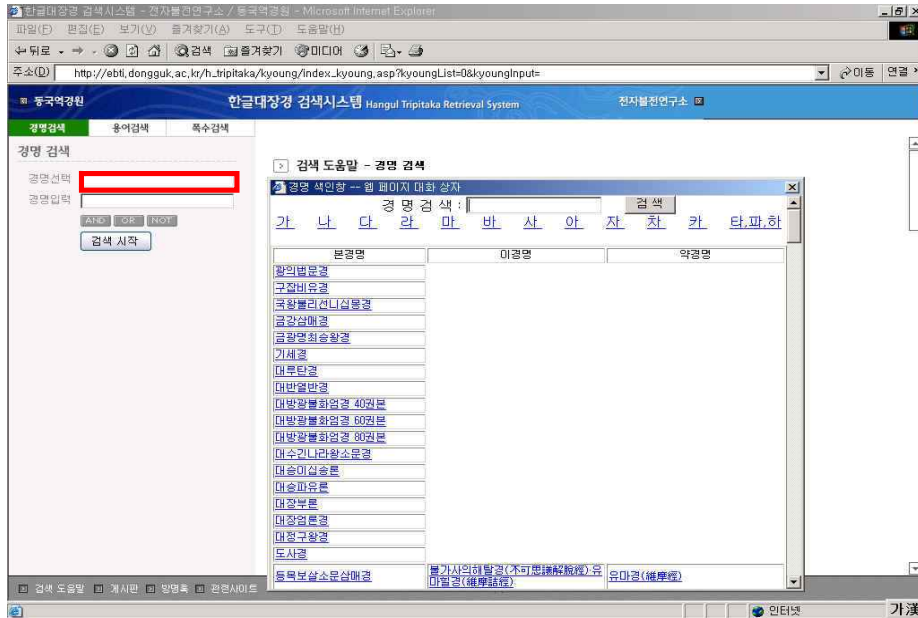 한글대장경 검색시스템 - 전자불전연구소 / 동국역경원 - Microsoft Internet Explorer
파일(F) 편집(E) 보기(V) 즐겨찾기(A) 도구(T) 도움말(H)
뒤로 검색 즐겨찾기 미디어
주소(D) http://ebti.dongguk.ac.kr/h_tripitaka/kyoung/index_kyoung.asp?kyoungList=0&kyoungInput= 이동 연결 »
동국역경원 한글대장경 검색시스템 Hangul Tripitaka Retrieval System 전자불전연구소
경명검색 용어검색 폭수검색
경명 검색
경명선택
경명입력
AND OR NOT
검색 시작
검색 도움말 - 경명 검색
경명 색인창 -- 웹 페이지 대화 상자
경 명 검 색 : 검 색
가 나 다 라 마 바 사 아 자 차 카 타,파,하
본경명 이경명 약경명
광의법문경
구잡비유경
국왕불리선니십몽경
금강삼매경
금광명최승왕경
기세경
대루탄경
대반열반경
대방광불화엄경 40권본
대방광불화엄경 60권본
대방광불화엄경 80권본
대수긴나라왕소문경
대승미십송론
대승파유론
대장부론
대장엄론경
대정구왕경
도사경
등목보살소문삼매경 불가사의해탈경(不可思議解脫經)·유마힐경(維摩詰經) 유마경(維摩經)
검색 도움말 게시판 방명록 관련사이트
인터넷 가漢